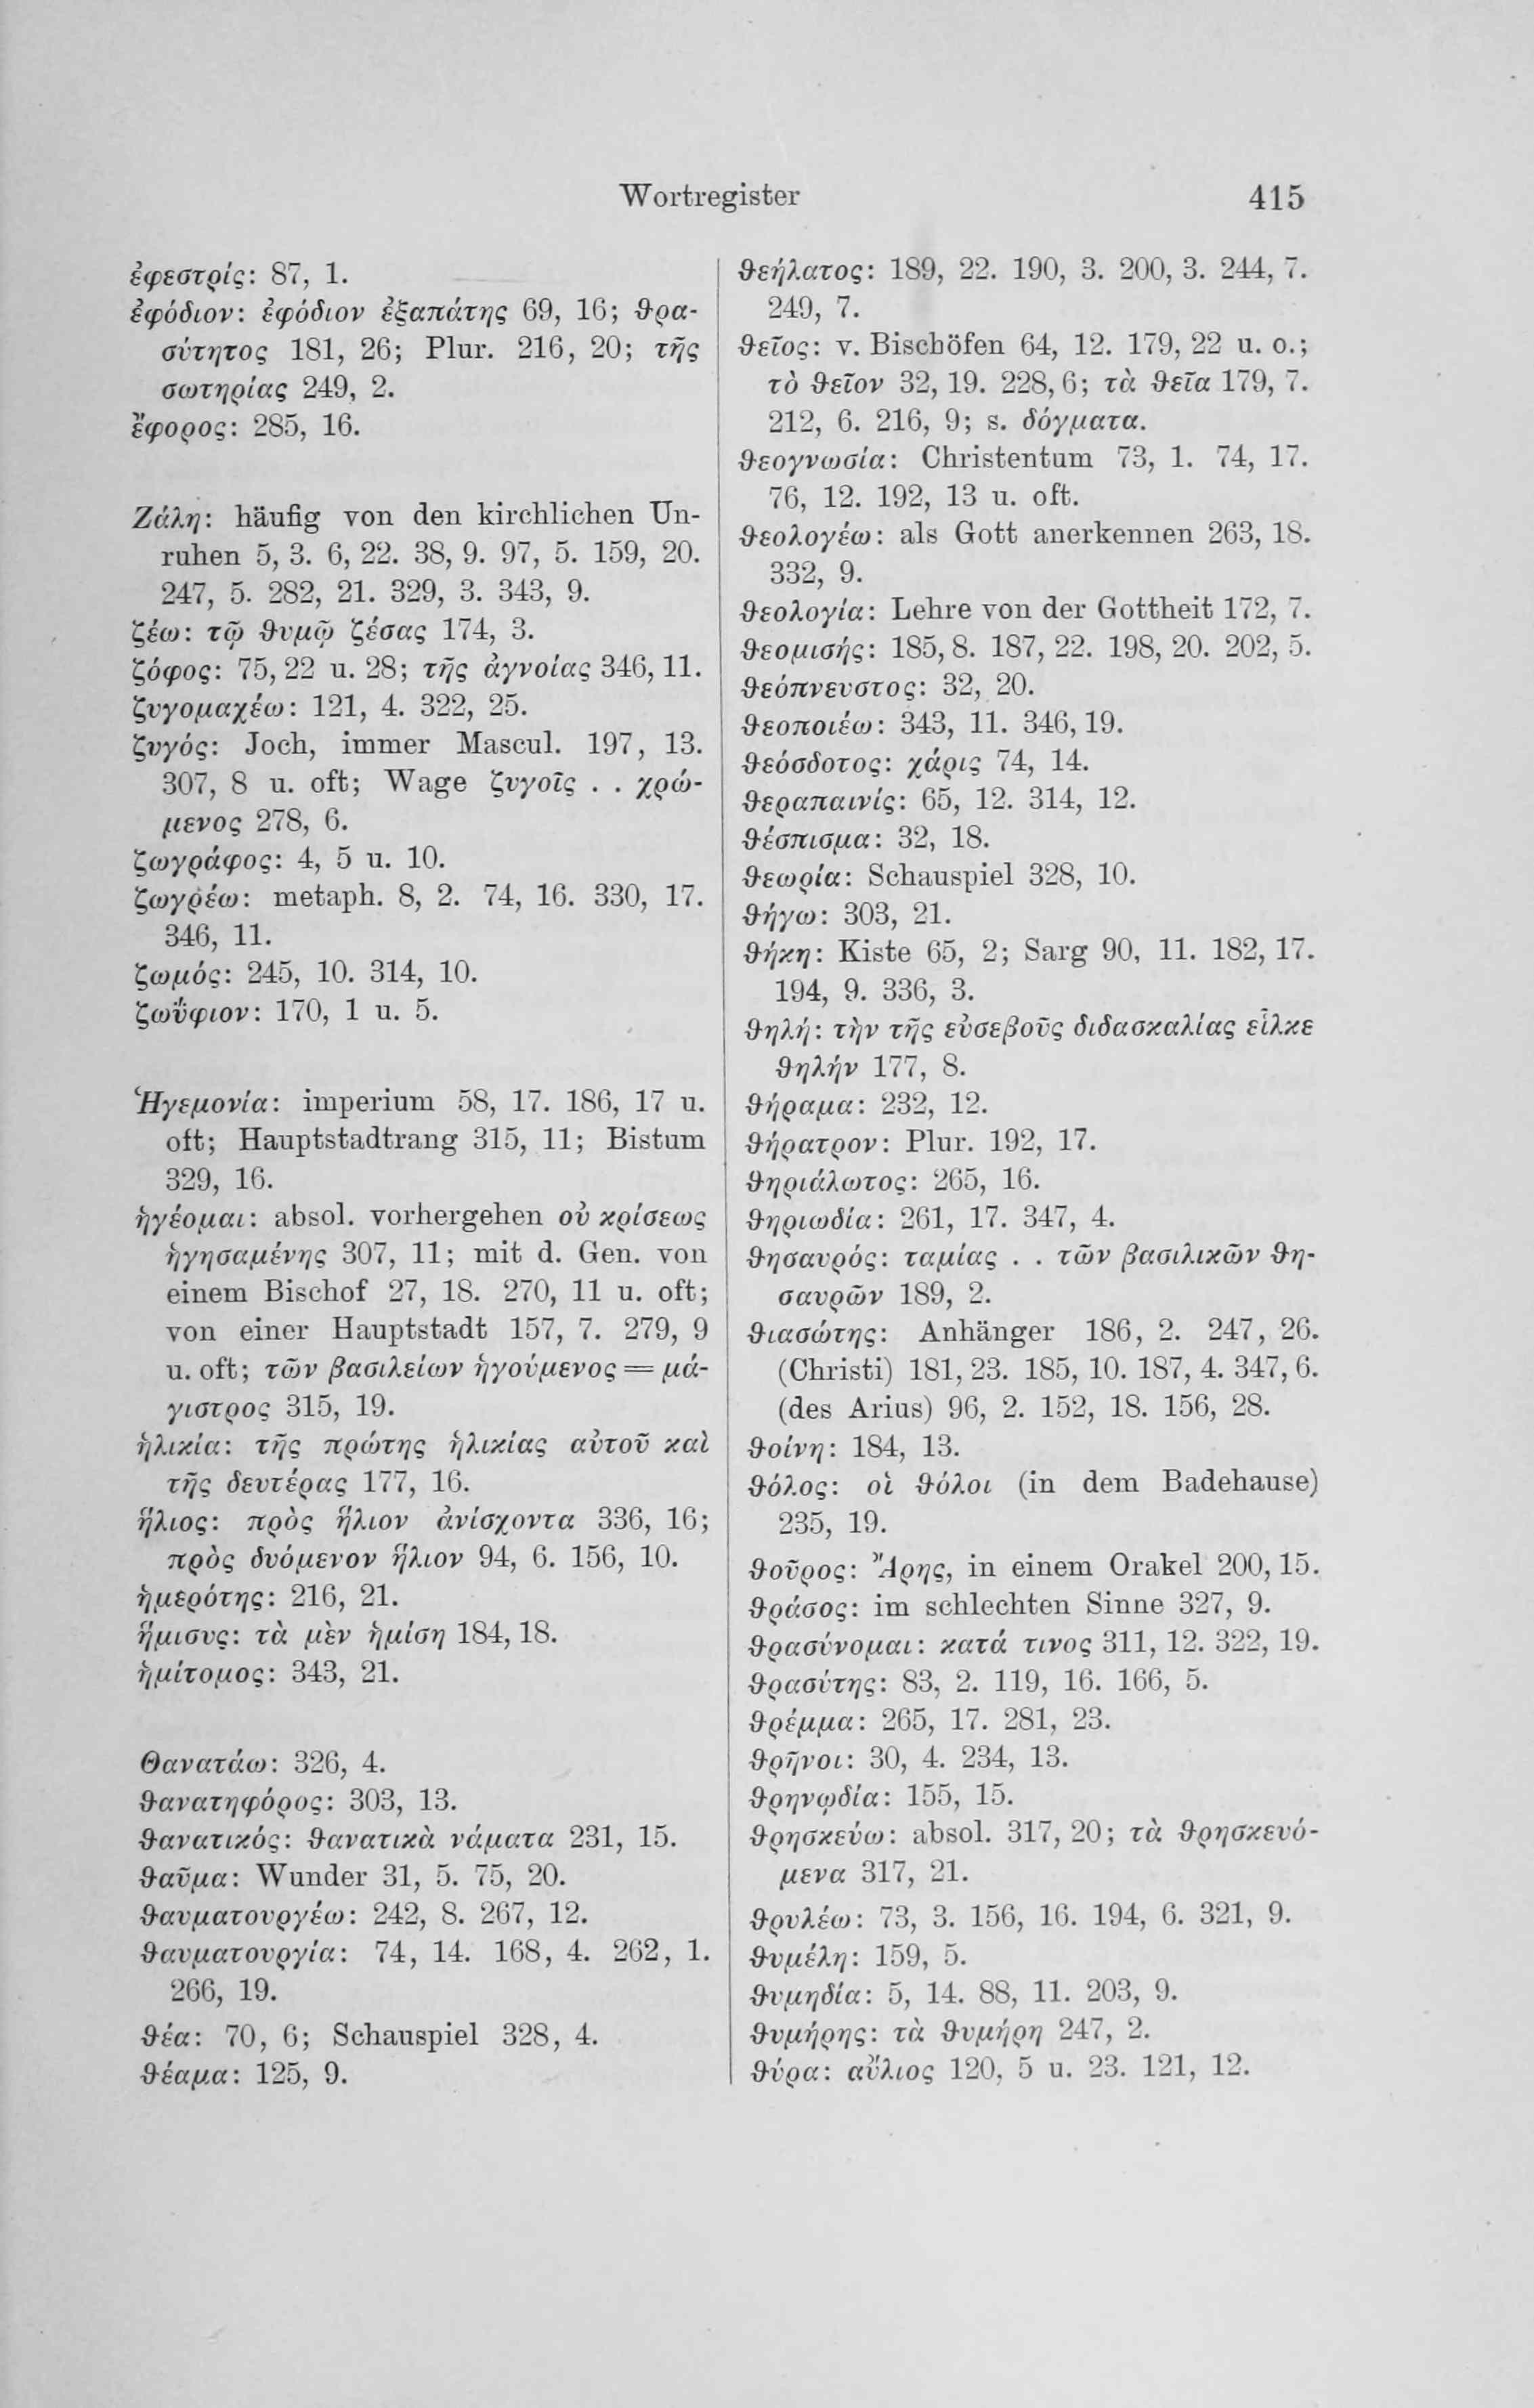 Wortregister 415
ἐφεστρίς: 87, 1.
ἐφόδιον: ἐφόδιον ἐξαπάτης 69, 16; θρα-
σύτητος 181, 26; Plur. 216, 20; τῆς
σωτηρίας 249, 2.
ἔφορος: 285, 16.
Ζάλη: häufig von den kirchlichen Un-
ruhen 5, 3. 6, 22. 38, 9. 97, 5. 159, 20.
247, 5. 282, 21. 329, 3. 343, 9.
ζέω: τῷ θυμῷ ζέσας 174, 3.
ζόφος: 75, 22 u. 28; τῆς ἀγνοίας 346, 11.
ζυγομαχέω: 121, 4. 322, 25.
ζυγός: Joch, immer Mascul. 197, 13.
307, 8 u. oft; Wage ζυγοῖς . . χρώ-
μενος 278, 6.
ζωγράφος: 4, 5 u. 10.
ζωγρέω: metaph. 8, 2. 74, 16. 330, 17.
346, 11.
ζωμός: 245, 10. 314, 10.
ζωΰφιον: 170, 1 u. 5.
Ἡγεμονία: imperium 58, 17. 186, 17 u.
oft; Hauptstadtrang 315, 11; Bistum
329, 16.
ἡγέομαι: absol. vorhergehen οὐ κρίσεως
ἡγησαμένης 307, 11; mit d. Gen. von
einem Bischof 27, 18. 270, 11 u. oft;
von einer Hauptstadt 157, 7. 279, 9
u. oft; τῶν βασιλείων ἡγούμενος = μά-
γιστρος 315, 19.
ἡλικία: τῆς πρώτης ἡλικίας αὐτοῦ καὶ
τῆς δευτέρας 177, 16.
ἥλιος: πρὸς ἥλιον ἀνίσχοντα 336, 16;
πρὸς δυόμενον ἥλιον 94, 6. 156, 10.
ἡμερότης: 216, 21.
ἥμισυς: τὰ μὲν ἡμίση 184, 18.
ἡμίτομος: 343, 21.
Θανατάω: 326, 4.
θανατηφόρος: 303, 13.
θανατικός: θανατικὰ νάματα 231, 15.
θαῦμα: Wunder 31, 5. 75, 20.
θαυματουργέω: 242, 8. 267, 12.
θαυματουργία: 74, 14. 168, 4. 262, 1.
266, 19.
θέα: 70, 6; Schauspiel 328, 4.
θέαμα: 125, 9.
θεήλατος: 189, 22. 190, 3. 200, 3. 244, 7.
249, 7.
θεῖος: v. Bischöfen 64, 12. 179, 22 u. o.;
τὸ θεῖον 32, 19. 228, 6; τὰ θεῖα 179, 7.
212, 6. 216, 9; s. δόγματα.
θεογνωσία: Christentum 73, 1. 74, 17.
76, 12. 192, 13 u. oft.
θεολογέω: als Gott anerkennen 263, 18.
332, 9.
θεολογία: Lehre von der Gottheit 172, 7.
θεομισής: 185, 8. 187, 22. 198, 20. 202, 5.
θεόπνευστος: 32, 20.
θεοποιέω: 343, 11. 346, 19.
θεόσδοτος: χάρις 74, 14.
θεραπαινίς: 65, 12. 314, 12.
θέσπισμα: 32, 18.
θεωρία: Schauspiel 328, 10.
θήγω: 303, 21.
θήκη: Kiste 65, 2; Sarg 90, 11. 182, 17.
194, 9. 336, 3.
θηλή: τὴν τῆς εὐσεβοῦς διδασκαλίας εἷλκε
θηλήν 177, 8.
θήραμα: 232, 12.
θήρατρον: Plur. 192, 17.
θηριάλωτος: 265, 16.
θηριωδία: 261, 17. 347, 4.
θησαυρός: ταμίας . . τῶν βασιλικῶν θη-
σαυρῶν 189, 2.
θιασώτης: Anhänger 186, 2. 247, 26.
(Christi) 181, 23. 185, 10. 187, 4. 347, 6.
(des Arius) 96, 2. 152, 18. 156, 28.
θοίνη: 184, 13.
θόλος: οἱ θόλοι (in dem Badehause)
235, 19.
θοῦρος: Ἄρης, in einem Orakel 200, 15.
θράσος: im schlechten Sinne 327, 9.
θρασύνομαι: κατά τινος 311, 12. 322, 19.
θρασύτης: 83, 2. 119, 16. 166, 5.
θρέμμα: 265, 17. 281, 23.
θρῆνοι: 30, 4. 234, 13.
θρηνῳδία: 155, 15.
θρησκεύω: absol. 317, 20; τὰ θρησκευό-
μενα 317, 21.
θρυλέω: 73, 3. 156, 16. 194, 6. 321, 9.
θυμέλη: 159, 5.
θυμηδία: 5, 14. 88, 11. 203, 9.
θυμήρης: τὰ θυμήρη 247, 2.
θύρα: αὔλιος 120, 5 u. 23. 121, 12.